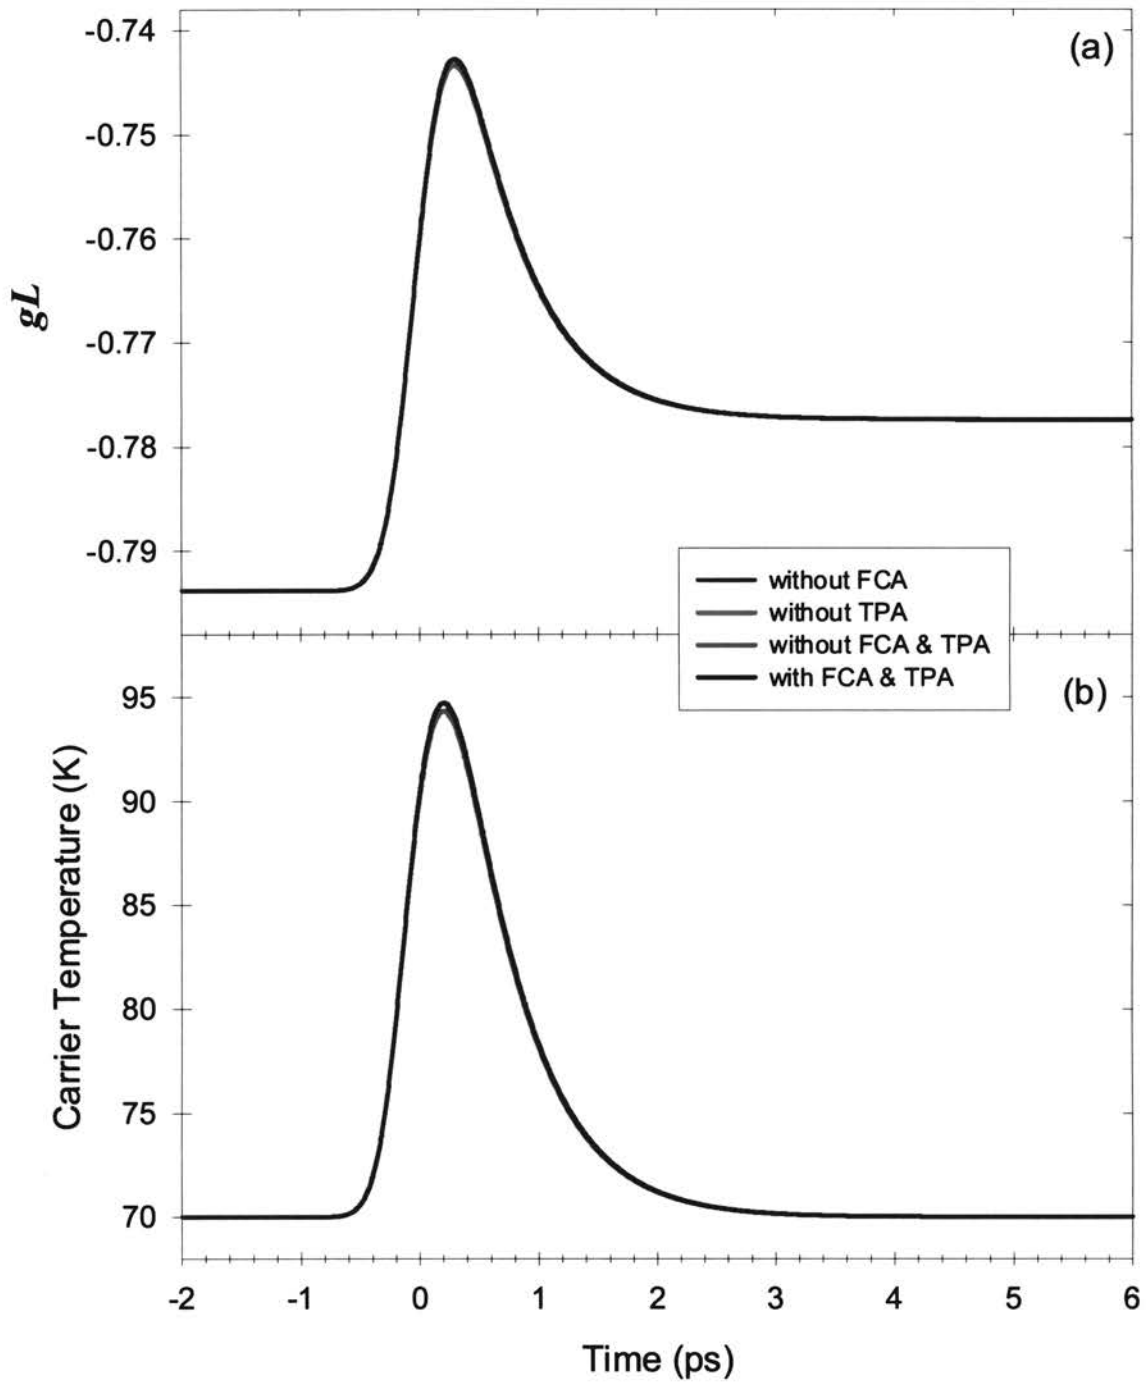 (a)
-0.74
-0.75
-0.76
-0.77
-0.78
-0.79
gL
without FCA
without TPA
without FCA & TPA
with FCA & TPA
(b)
95
90
85
80
75
70
Carrier Temperature (K)
-2 -1 0 1 2 3 4 5 6
Time (ps)